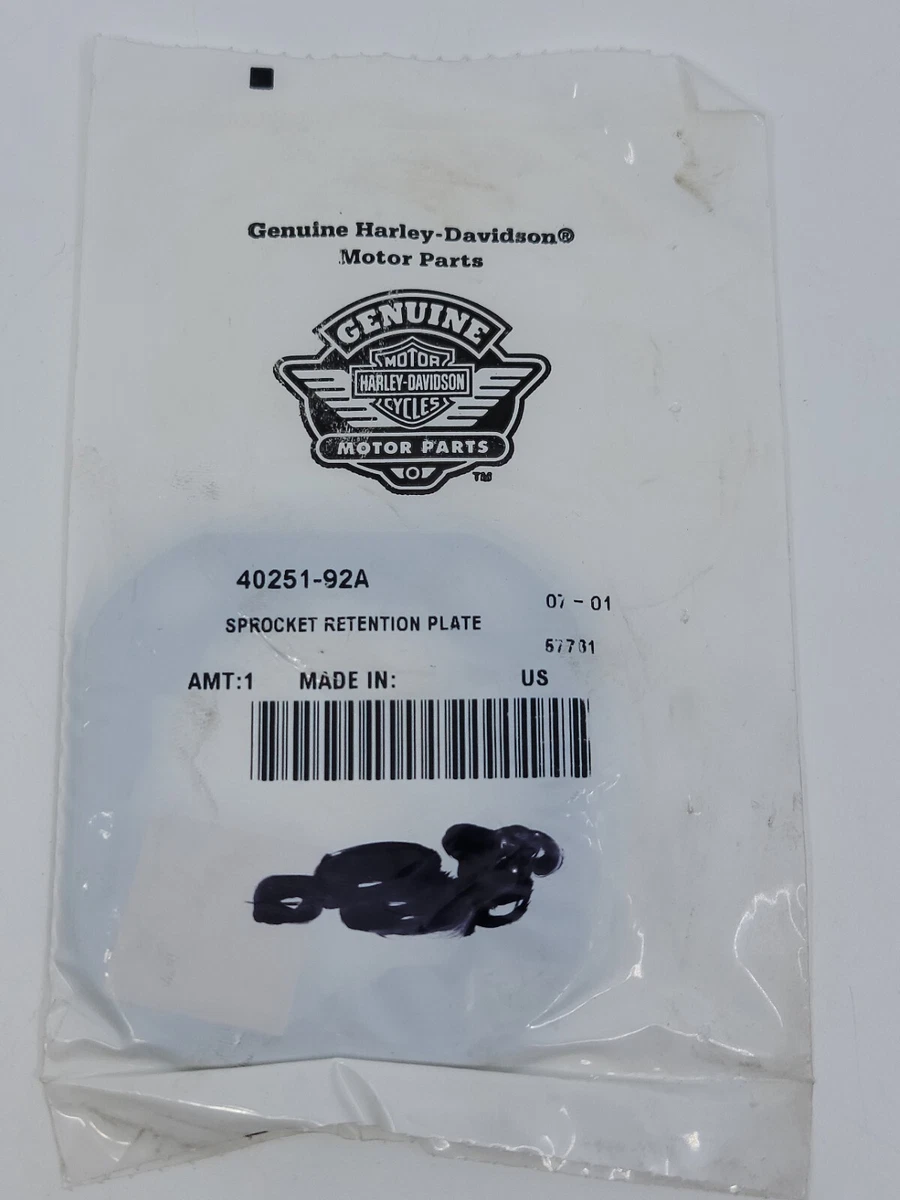 Genuine Harley-Davidson®
Motor Parts
GENUINE
MOTOR
HARLEY-DAVIDSON
CYCLES
MOTOR PARTS
TM
40251-92A
07-01
SPROCKET RETENTION PLATE
57761
AMT:1 MADE IN: US